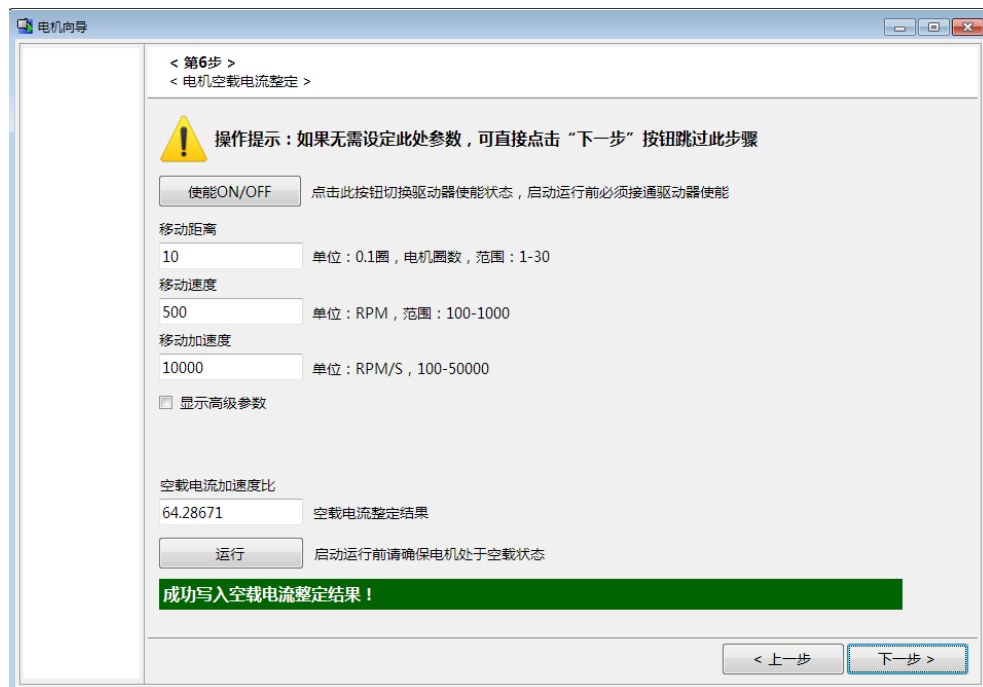 电机向导
< 第6步 >
< 电机空载电流整定 >
操作提示：如果无需设定此处参数，可直接点击“下一步”按钮跳过此步骤
使能ON/OFF 点击此按钮切换驱动器使能状态，启动运行前必须接通驱动器使能
移动距离
10 单位：0.1圈，电机圈数，范围：1-30
移动速度
500 单位：RPM，范围：100-1000
移动加速度
10000 单位：RPM/S，100-50000
显示高级参数
空载电流加速度比
64.28671 空载电流整定结果
运行 启动运行前请确保电机处于空载状态
成功写入空载电流整定结果！
< 上一步 下一步 >